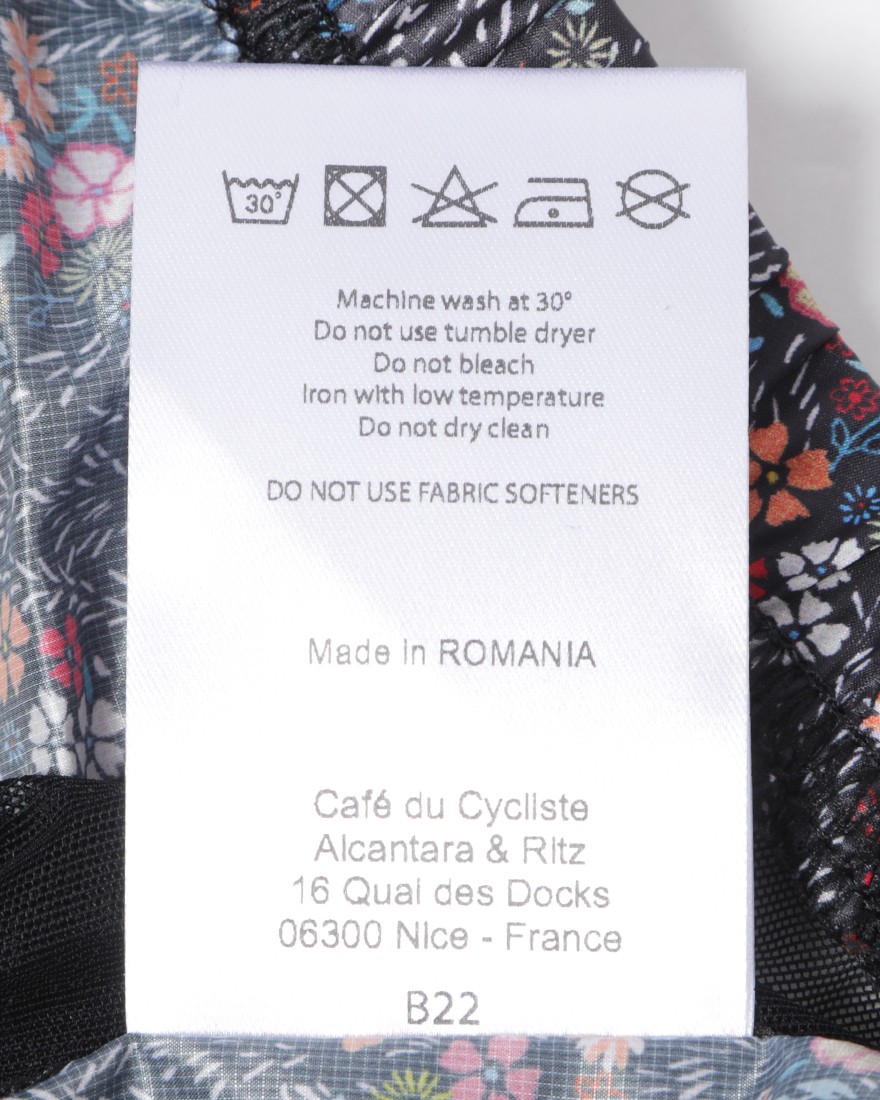 30°
Machine wash at 30°
Do not use tumble dryer
Do not bleach
Iron with low temperature
Do not dry clean
DO NOT USE FABRIC SOFTENERS
Made in ROMANIA
Café du Cycliste
Alcantara & Ritz
16 Quai des Docks
06300 Nice - France
B22